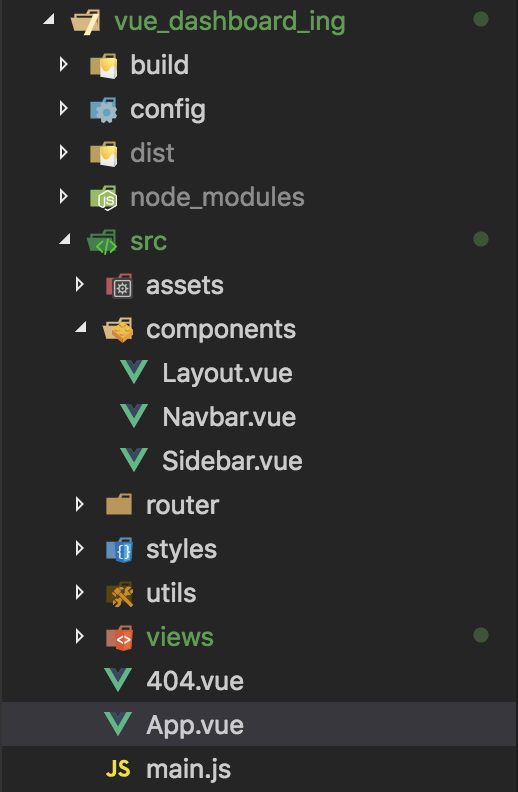 vue_dashboard_ing
build
config
dist
node_modules
src
assets
components
Layout.vue
Navbar.vue
Sidebar.vue
router
styles
utils
views
404.vue
App.vue
JS main.js